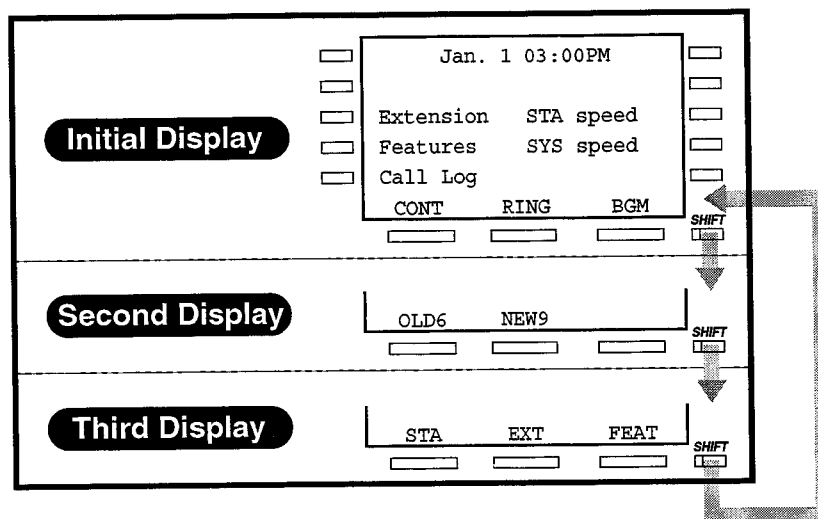 Jan. 1 03:00PM
Initial Display
Extension STA speed
Features SYS speed
Call Log
CONT RING BGM
SHIFT
Second Display
OLD6 NEW9
SHIFT
Third Display
STA EXT FEAT
SHIFT